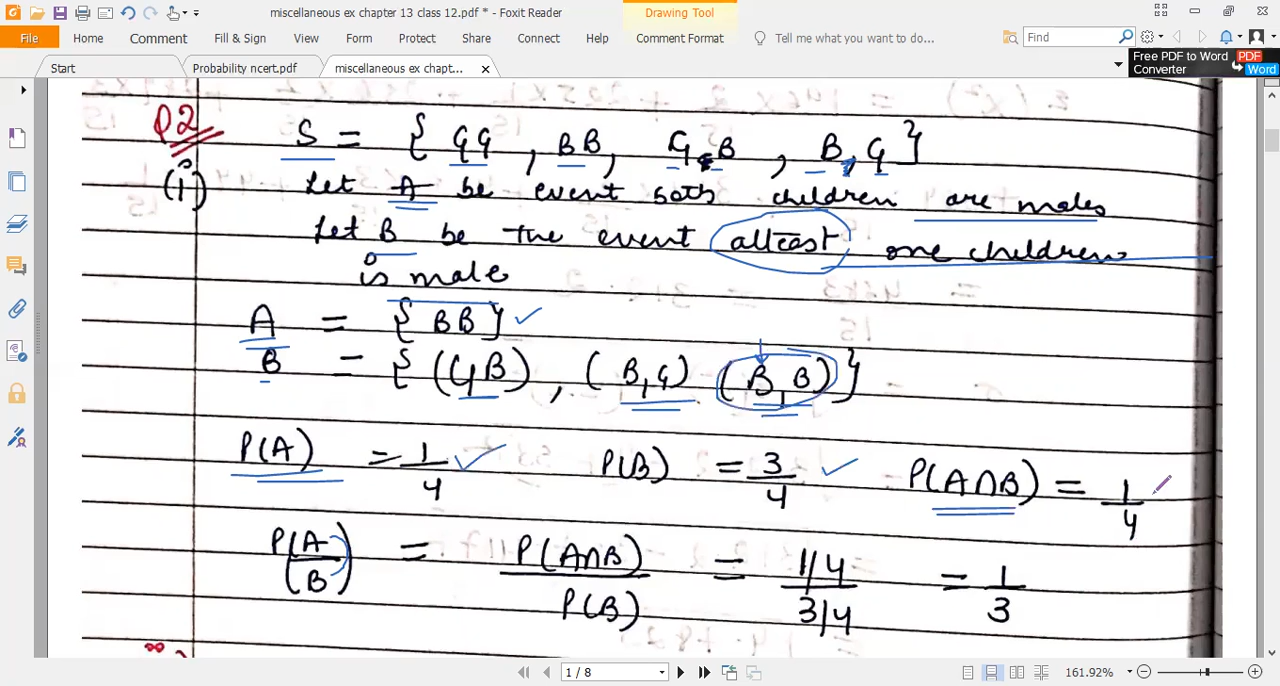 miscellaneous ex chapter 13 class 12.pdf * - Foxit Reader
Drawing Tool
File Home Comment Fill & Sign View Form Protect Share Connect Help Comment Format Tell me what you want to do... Find
Free PDF to Word Converter PDF Word
Start Probability ncert.pdf miscellaneous ex chapt...
Q2 S = { GG , BB, G, B , B, G }
(i) Let A be event both children are males
Let B be the event atleast one children
is male
A = { BB }
B = { (G,B) , (B,G) (B,B) }
P(A) = 1/4 P(B) = 3/4 P(A∩B) = 1/4
P(A/B) = P(A∩B)/P(B) = 1/4 / 3/4 = 1/3
1 / 8 161.92%